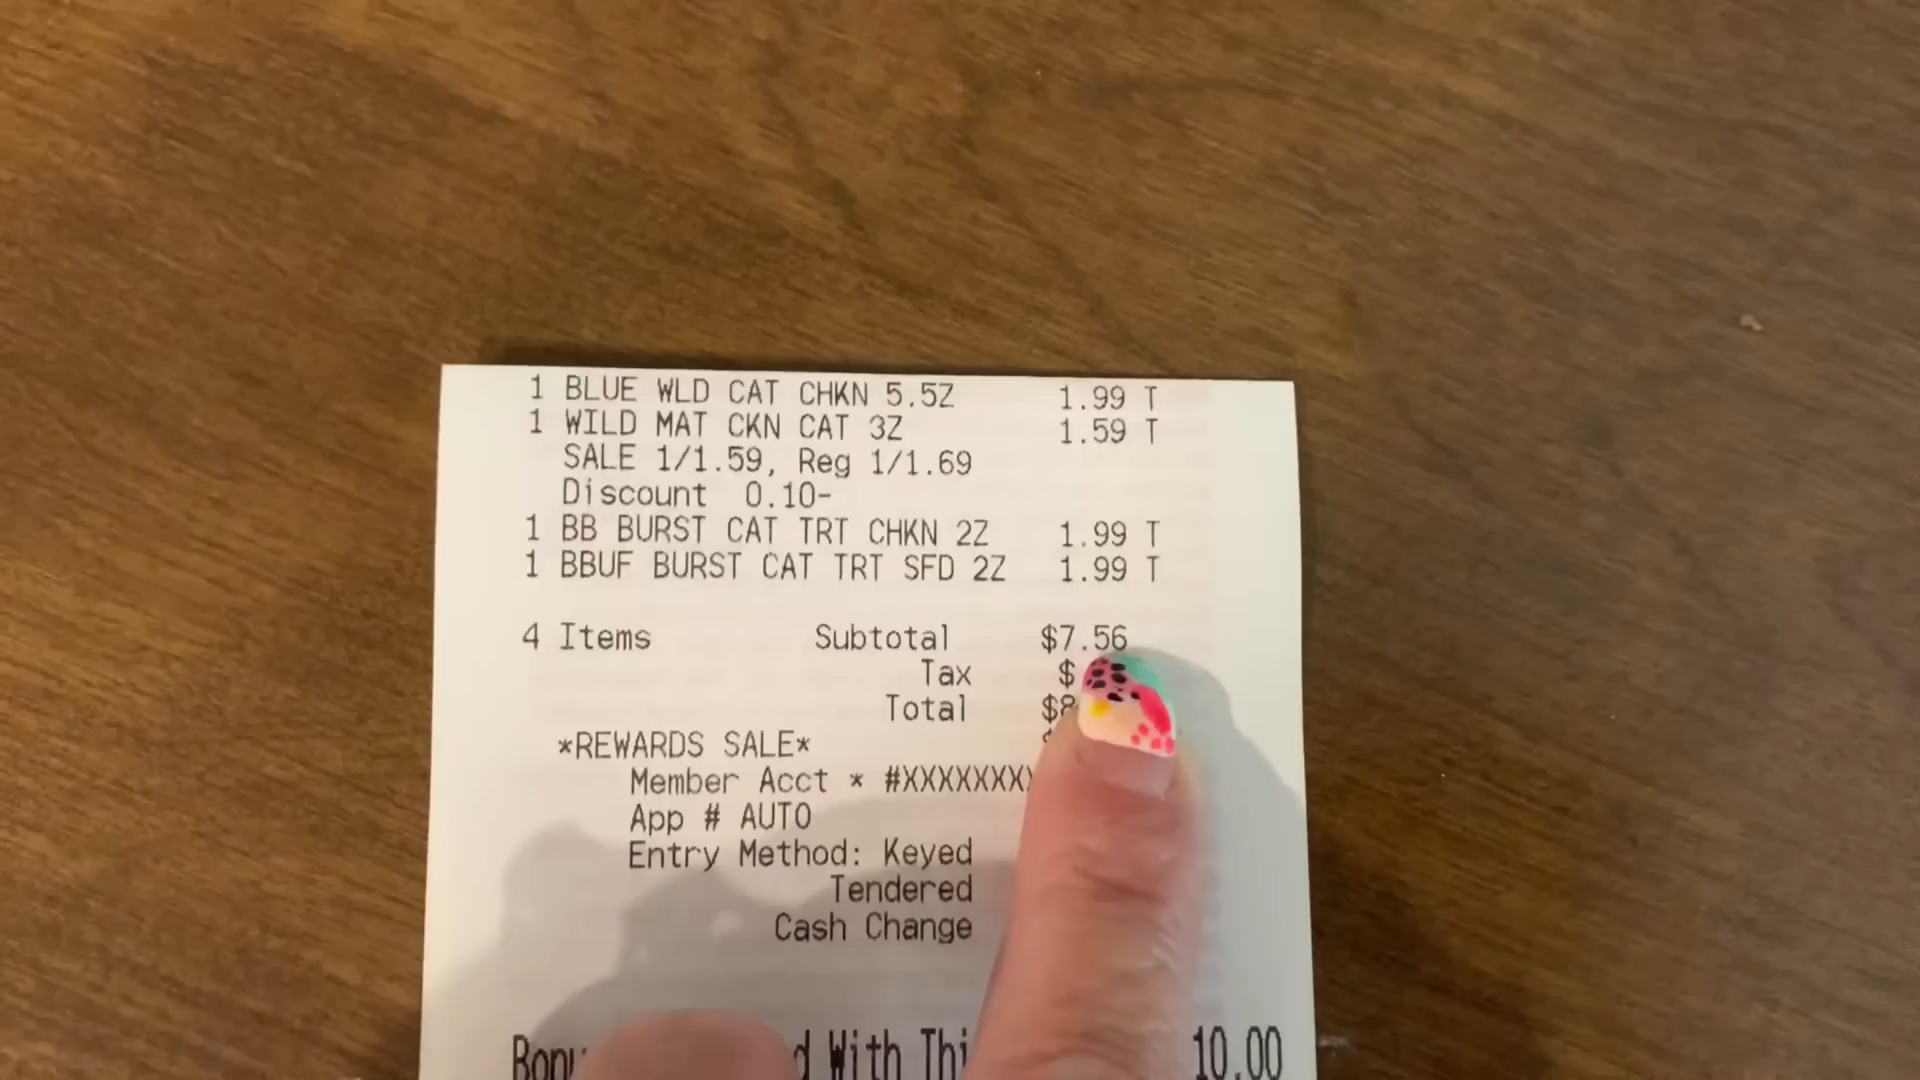 1 BLUE WLD CAT CHKN 5.5Z 1.99 T
1 WILD MAT CKN CAT 3Z 1.59 T
SALE 1/1.59, Reg 1/1.69
Discount 0.10-
1 BB BURST CAT TRT CHKN 2Z 1.99 T
1 BBUF BURST CAT TRT SFD 2Z 1.99 T
4 Items Subtotal $7.56
Tax $
Total $8
*REWARDS SALE*
Member Acct * #XXXXXXXX
App # AUTO
Entry Method: Keyed
Tendered
Cash Change
With 10.00